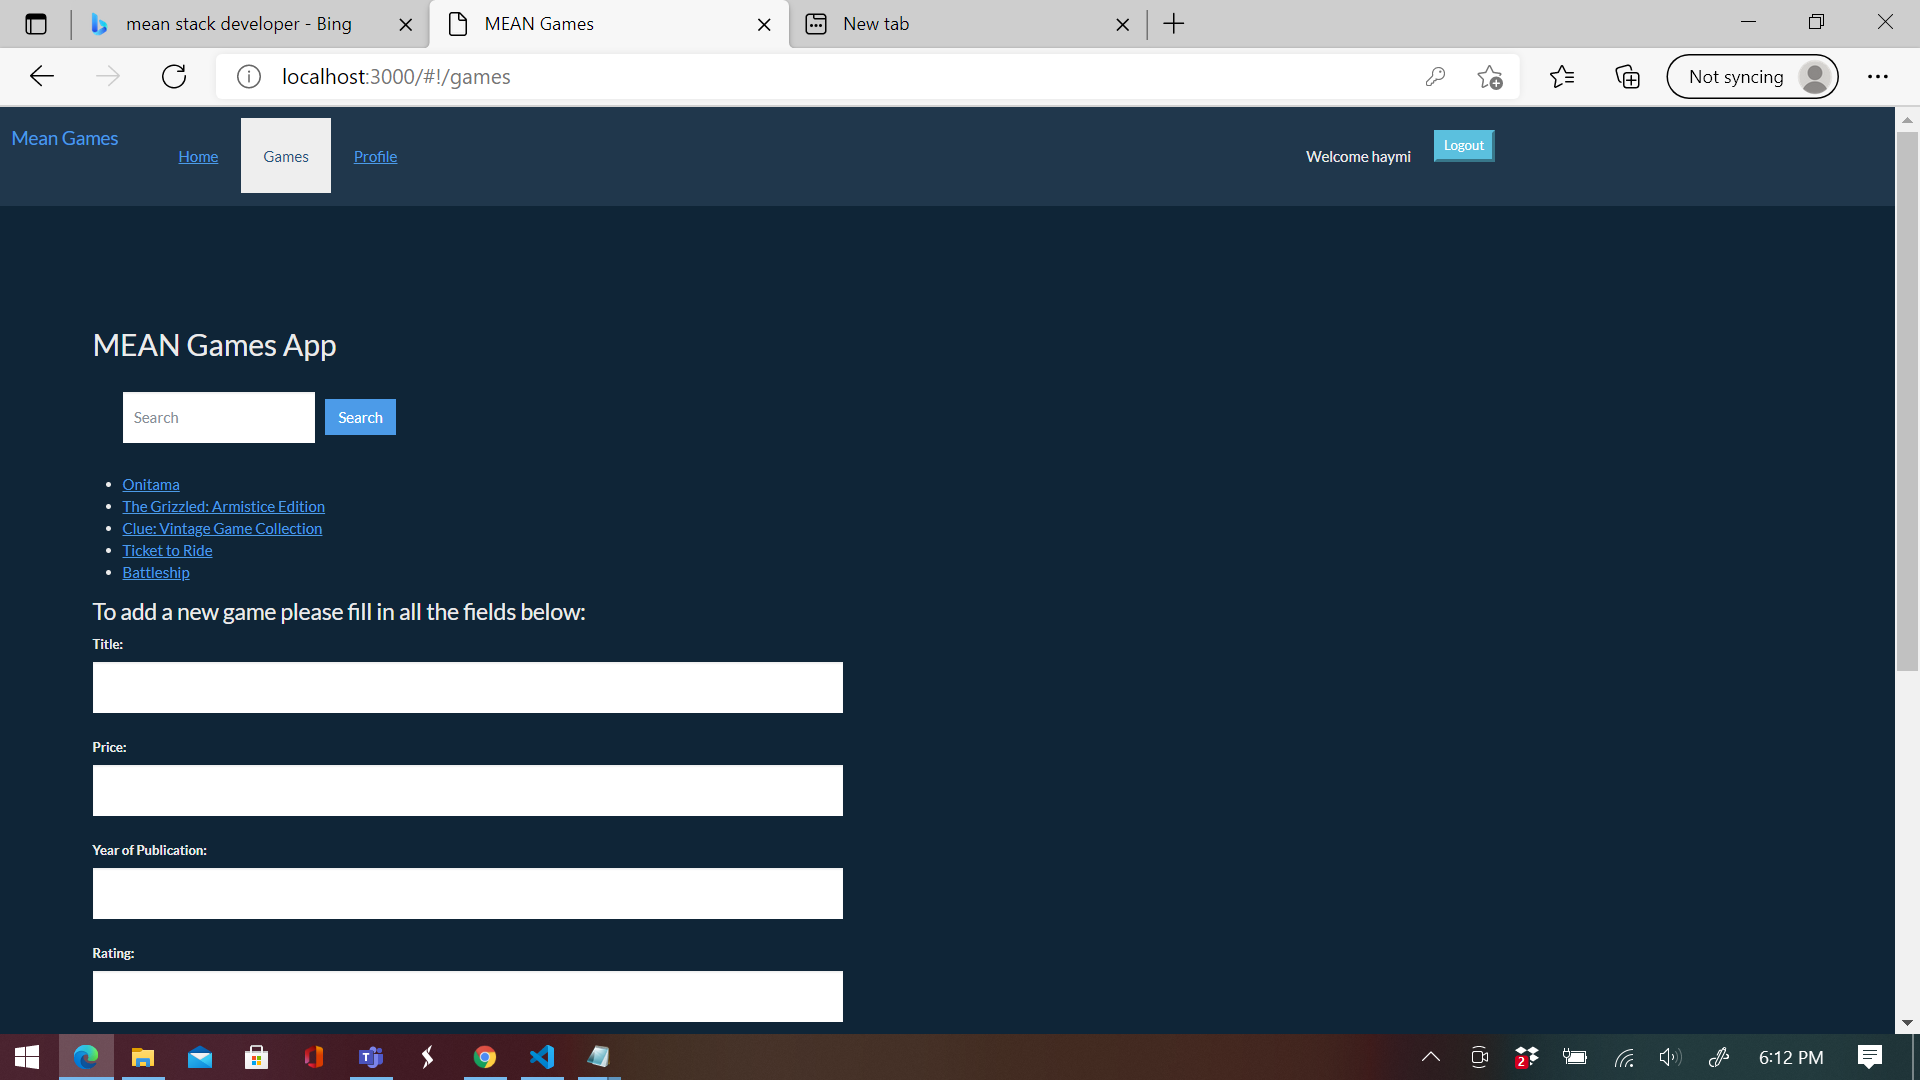 mean stack developer - Bing
MEAN Games
New tab
localhost:3000/#!/games
Not syncing
Mean Games
Home
Games
Profile
Welcome haymi
Logout
MEAN Games App
Search
Search
Onitama
The Grizzled: Armistice Edition
Clue: Vintage Game Collection
Ticket to Ride
Battleship
To add a new game please fill in all the fields below:
Title:
Price:
Year of Publication:
Rating:
2
6:12 PM